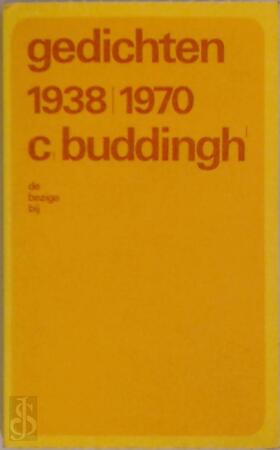 gedichten
1938|1970
c buddingh'
de
bezige
bij